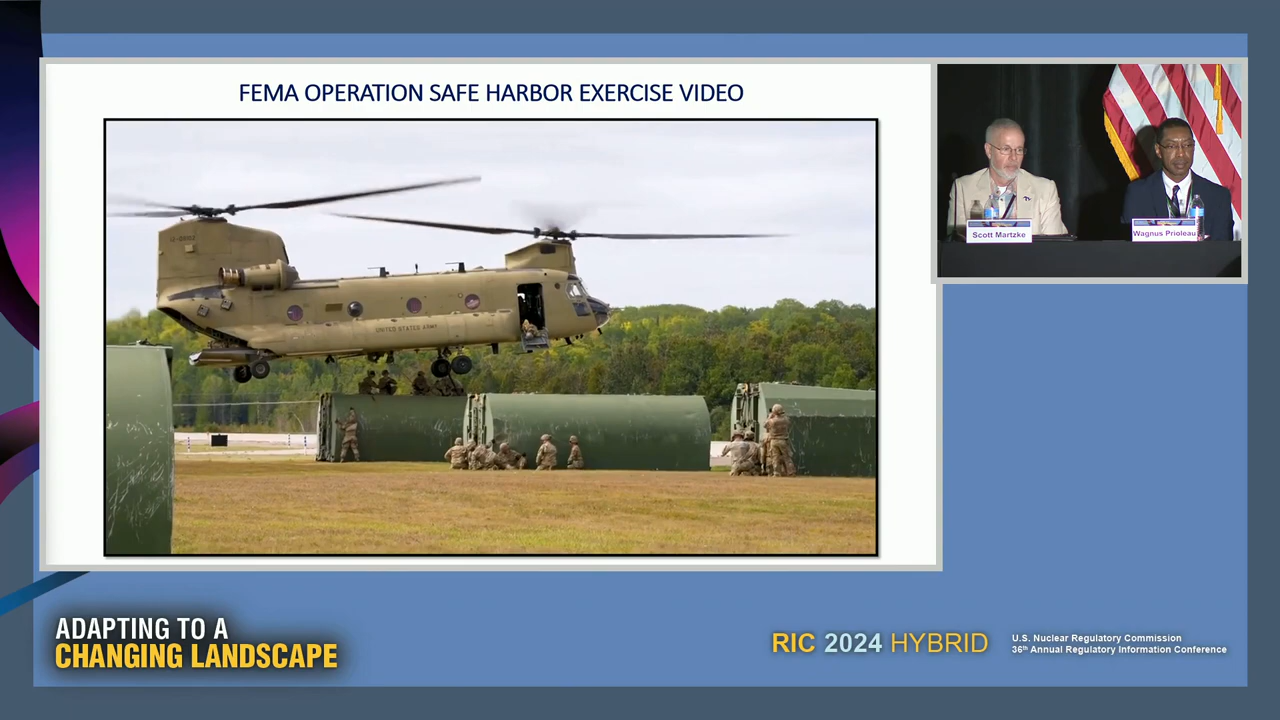 FEMA OPERATION SAFE HARBOR EXERCISE VIDEO
UNITED STATES ARMY
Scott Martzke
Wagnus Prioleau
ADAPTING TO A
CHANGING LANDSCAPE
RIC 2024 HYBRID
U.S. Nuclear Regulatory Commission
36th Annual Regulatory Information Conference